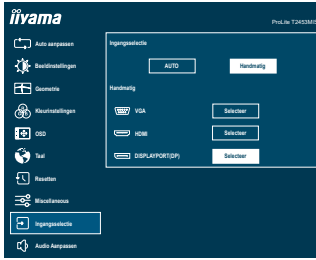 iiyama
ProLite T2453MIS
Auto aanpassen
Beeldinstellingen
Geometrie
Kleurinstellingen
OSD
Taal
Resetten
Miscellaneous
Ingangsselectie
Audio Aanpassen
Ingangsselectie
AUTO
Handmatig
Handmatig
VGA
Selecteer
HDMI
Selecteer
DISPLAYPORT(DP)
Selecteer